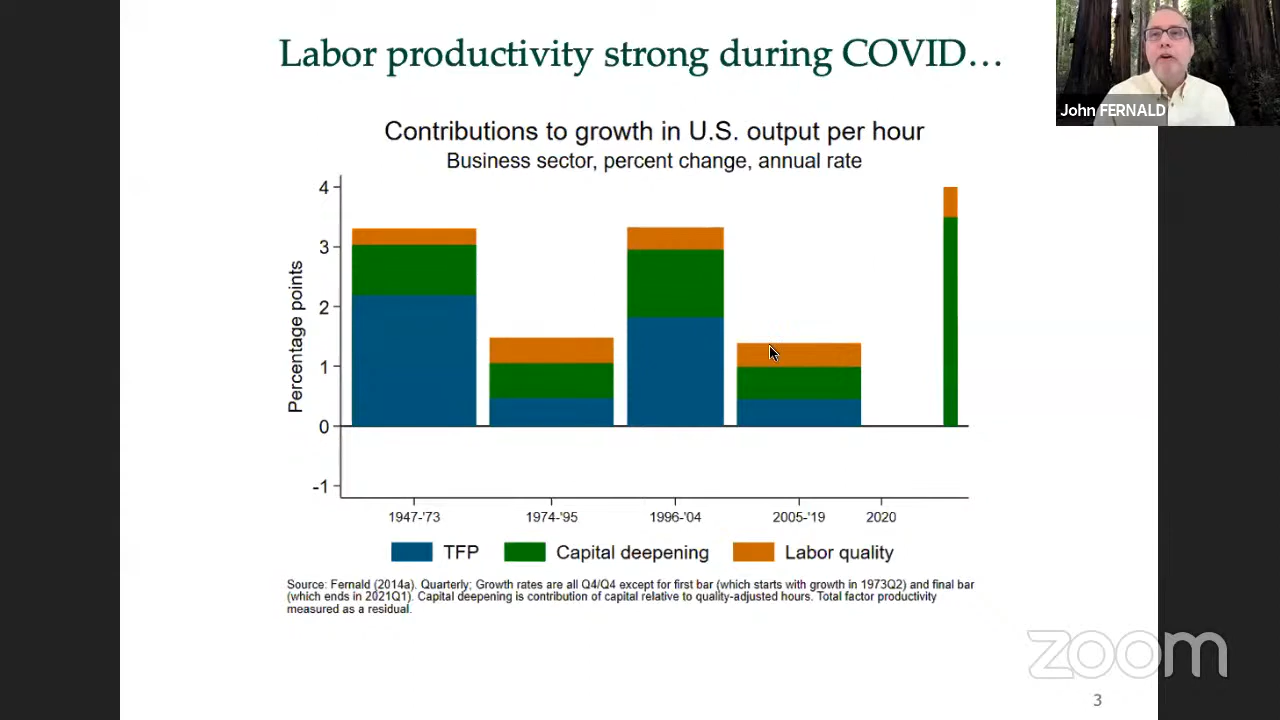 Labor productivity strong during COVID…
John FERNALD
Contributions to growth in U.S. output per hour
Business sector, percent change, annual rate
Percentage points
4
3
2
1
0
-1
1947-'73 1974-'95 1996-'04 2005-'19 2020
TFP Capital deepening Labor quality
Source: Fernald (2014a). Quarterly; Growth rates are all Q4/Q4 except for first bar (which starts with growth in 1973Q2) and final bar
(which ends in 2021Q1). Capital deepening is contribution of capital relative to quality-adjusted hours. Total factor productivity
measured as a residual.
zoom
3